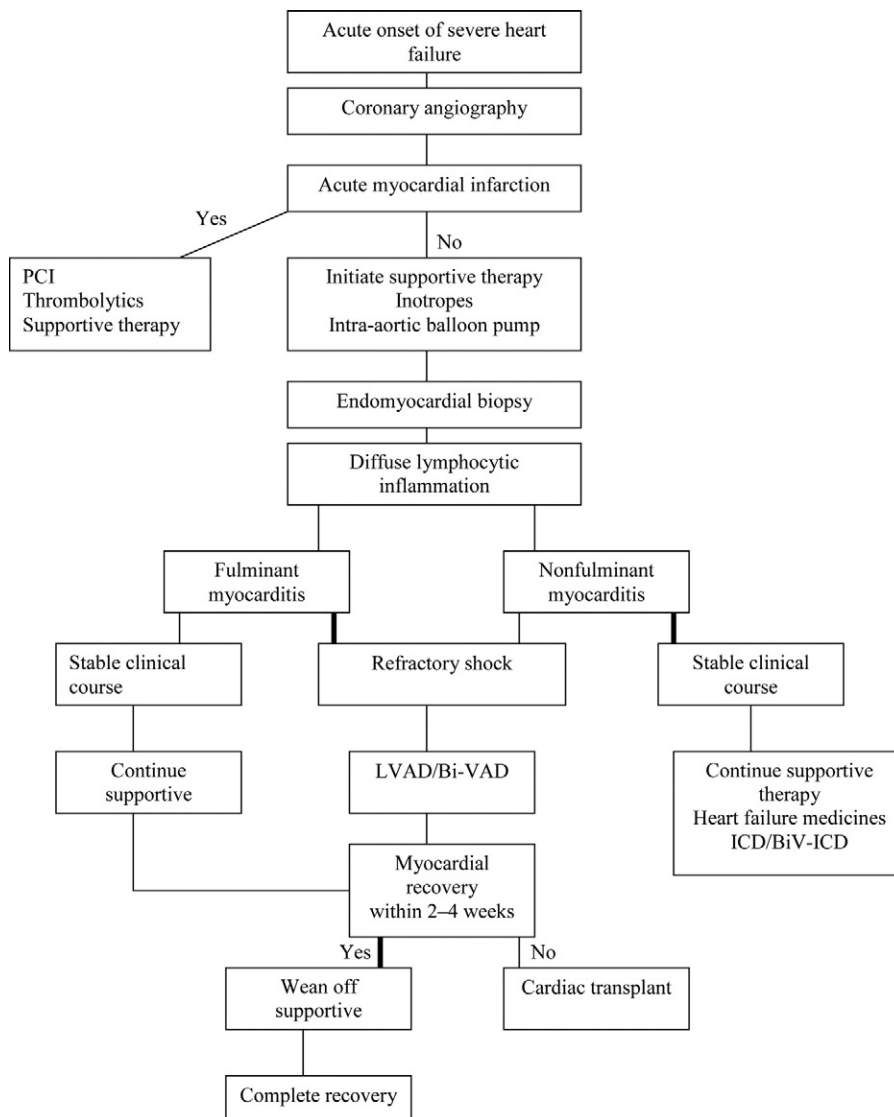 Acute onset of severe heart
failure
Coronary angiography
Acute myocardial infarction
Yes
No
PCI
Thrombolytics
Supportive therapy
Initiate supportive therapy
Inotropes
Intra-aortic balloon pump
Endomyocardial biopsy
Diffuse lymphocytic
inflammation
Fulminant
myocarditis
Nonfulminant
myocarditis
Stable clinical
course
Refractory shock
Stable clinical
course
Continue
supportive
LVAD/Bi-VAD
Continue supportive
therapy
Heart failure medicines
ICD/BiV-ICD
Myocardial
recovery
within 2–4 weeks
Yes
No
Wean off
supportive
Cardiac transplant
Complete recovery